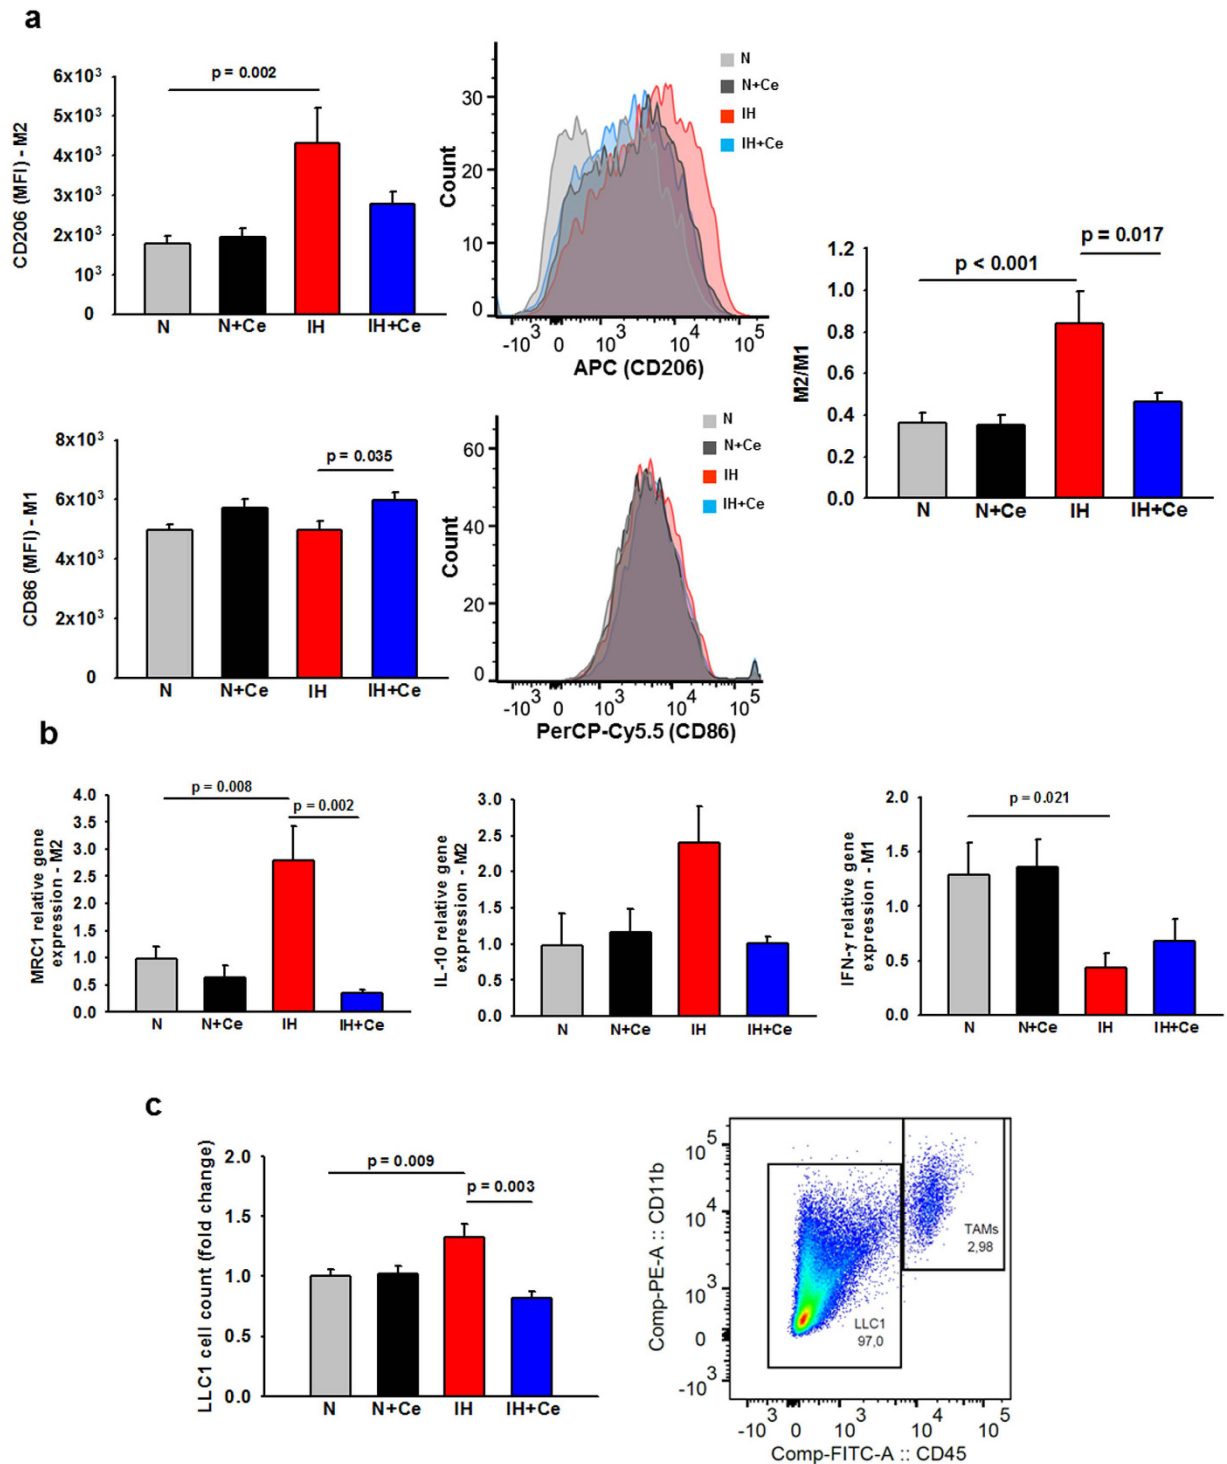 a
CD206 (MFI) - M2
6x10³
5x10³
4x10³
3x10³
2x10³
10³
0
p = 0.002
N
N+Ce
IH
IH+Ce
Count
30
20
10
0
-10³ 0 10³ 10⁴ 10⁵
APC (CD206)
N
N+Ce
IH
IH+Ce
M2/M1
1.2
1.0
0.8
0.6
0.4
0.2
0.0
p < 0.001
p = 0.017
N
N+Ce
IH
IH+Ce
CD86 (MFI) - M1
8x10³
6x10³
4x10³
2x10³
0
p = 0.035
N
N+Ce
IH
IH+Ce
Count
60
40
20
0
-10³ 0 10³ 10⁴ 10⁵
PerCP-Cy5.5 (CD86)
N
N+Ce
IH
IH+Ce
b
MRC1 relative gene
expression - M2
4.0
3.5
3.0
2.5
2.0
1.5
1.0
0.5
0.0
p = 0.008
p = 0.002
N
N+Ce
IH
IH+Ce
IL-10 relative gene
expression - M2
3.0
2.5
2.0
1.5
1.0
0.5
0.0
N
N+Ce
IH
IH+Ce
IFN-γ relative gene
expression - M1
2.0
1.5
1.0
0.5
0.0
p = 0.021
N
N+Ce
IH
IH+Ce
c
LLC1 cell count (fold change)
2.0
1.5
1.0
0.5
0.0
p = 0.009
p = 0.003
N
N+Ce
IH
IH+Ce
Comp-PE-A :: CD11b
10⁵
10⁴
10³
0
-10³
TAMs
2,98
LLC1
97,0
-10³ 0 10³ 10⁴ 10⁵
Comp-FITC-A :: CD45